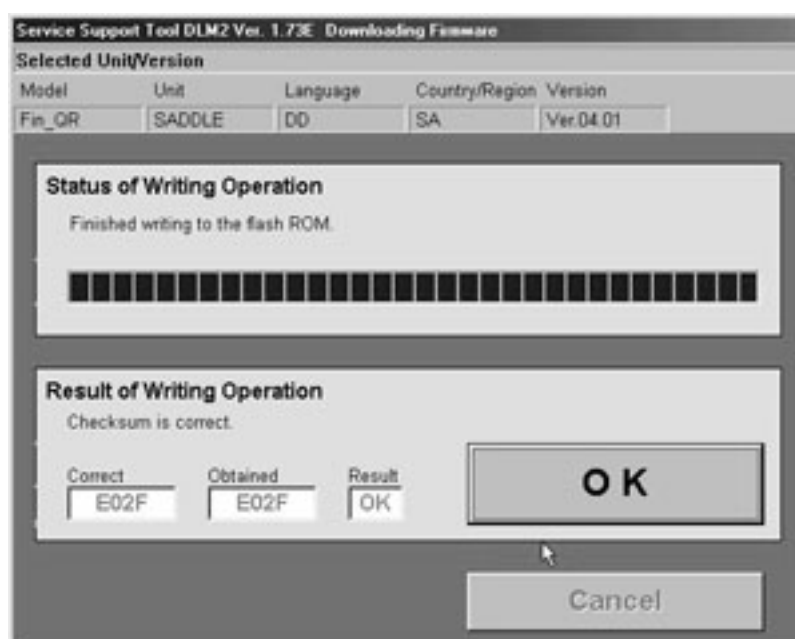 Service Support Tool DLM2 Ver. 1.73E Downloading Firmware
Selected Unit/Version
Model Unit Language Country/Region Version
Fin_QR SADDLE DD SA Ver.04.01
Status of Writing Operation
Finished writing to the flash ROM.
Result of Writing Operation
Checksum is correct.
Correct Obtained Result
E02F E02F OK
OK
Cancel